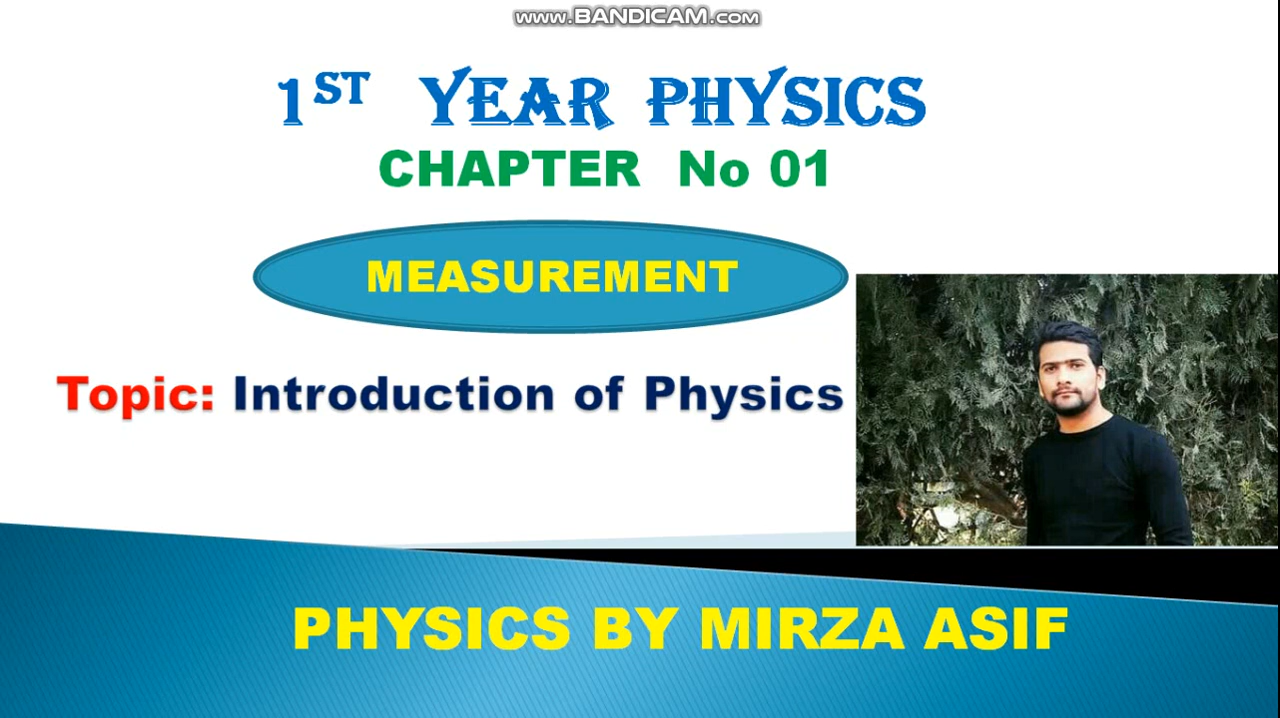 www.BANDICAM.com
1ST YEAR PHYSICS
CHAPTER No 01
MEASUREMENT
Topic: Introduction of Physics
PHYSICS BY MIRZA ASIF